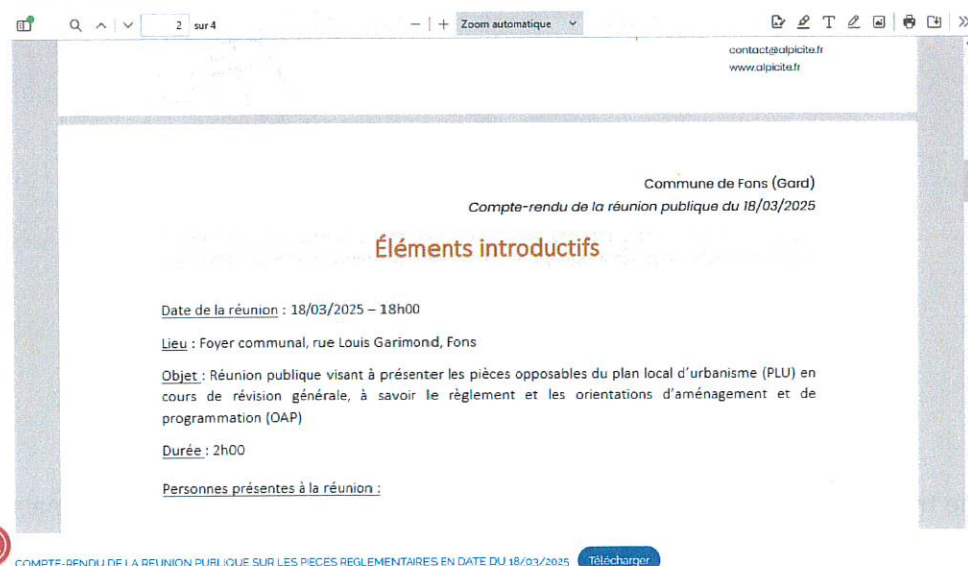 2 sur 4
Zoom automatique
T
contact@alpicite.fr
www.alpicite.fr
Commune de Fons (Gard)
Compte-rendu de la réunion publique du 18/03/2025
Éléments introductifs
Date de la réunion : 18/03/2025 – 18h00
Lieu : Foyer communal, rue Louis Garimond, Fons
Objet : Réunion publique visant à présenter les pièces opposables du plan local d'urbanisme (PLU) en
cours de révision générale, à savoir le règlement et les orientations d'aménagement et de
programmation (OAP)
Durée : 2h00
Personnes présentes à la réunion :
COMPTE-RENDU DE LA REUNION PUBLIQUE SUR LES PIECES REGLEMENTAIRES EN DATE DU 18/03/2025 Télécharger